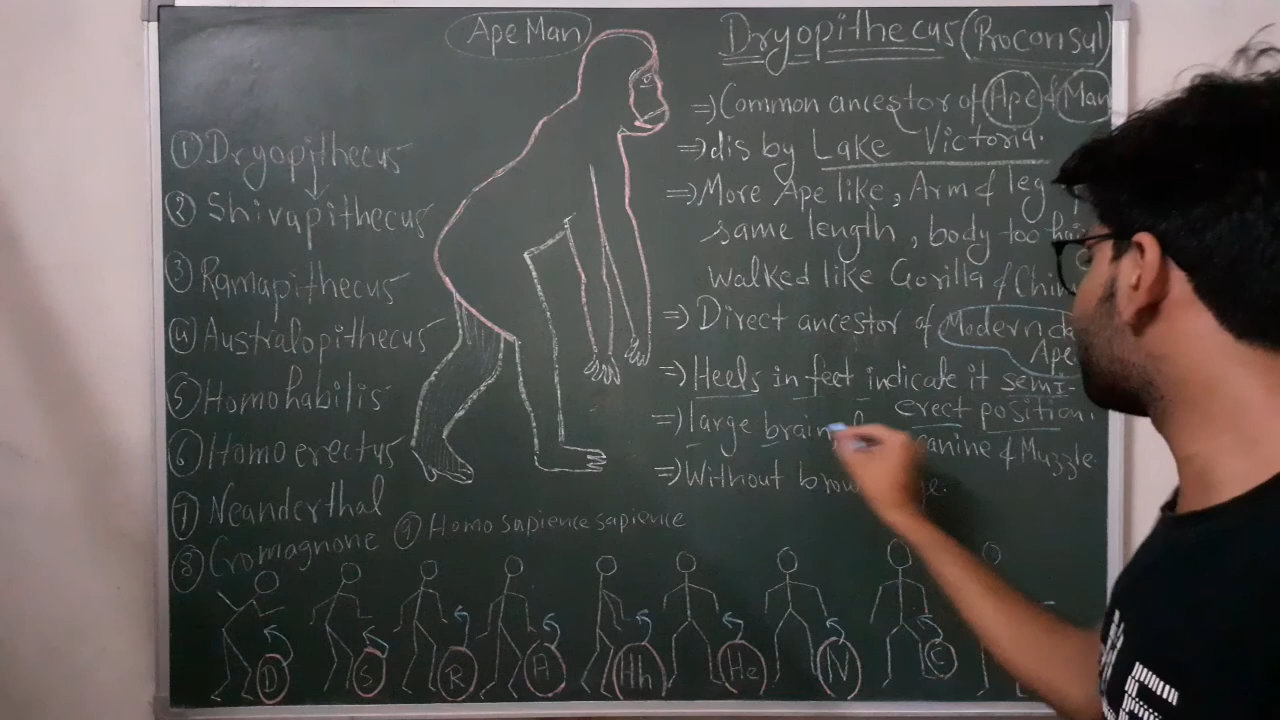 Ape Man
① Dryopithecus
② Shivapithecus
③ Ramapithecus
④ Australopithecus
⑤ Homo habilis
⑥ Homo erectus
⑦ Neanderthal
⑧ Cromagnone
⑨ Homo sapience sapience
Dryopithecus (Proconsul)
⇒ Common ancestor of Ape & Man
⇒ dis by Lake Victoria.
⇒ More Ape like, Arm & leg
same length, body too
walked like Gorilla &
⇒ Direct ancestor of Modern
Ape
⇒ Heels in feet indicate it semi-
erect position.
⇒ large brain & Muzzle.
⇒ Without
D S R A Hh He N C